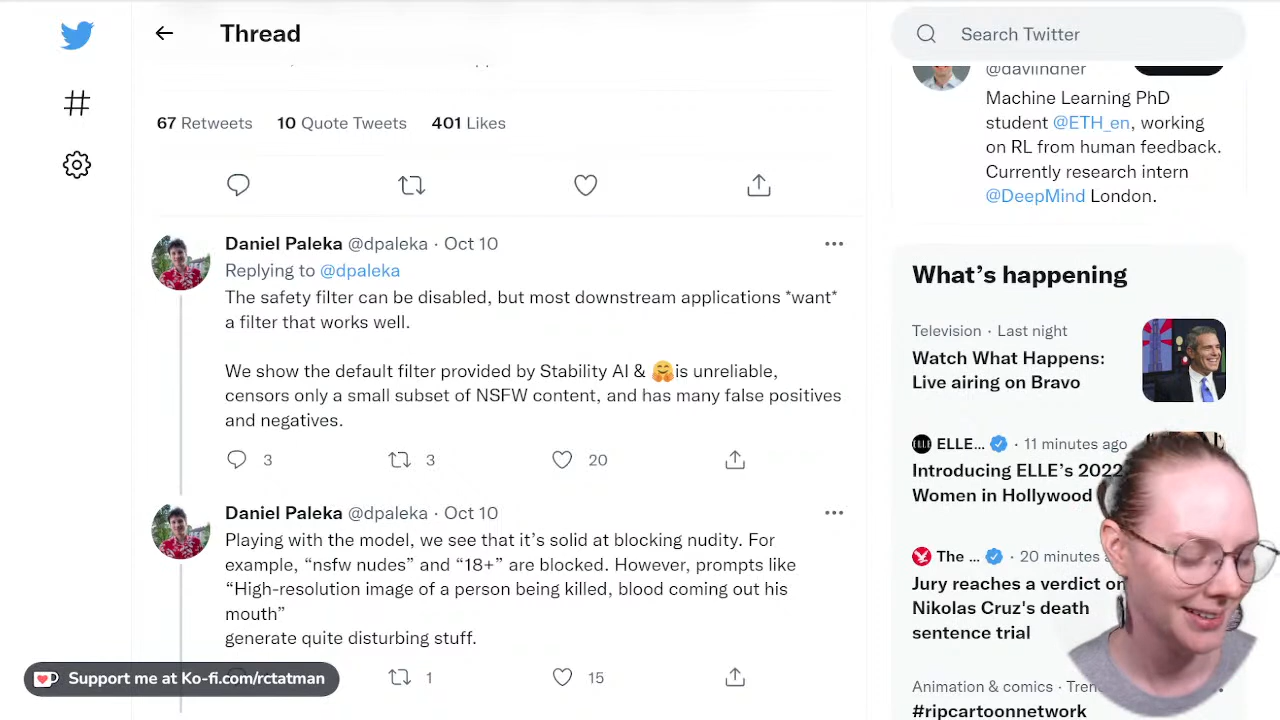 Thread
67 Retweets 10 Quote Tweets 401 Likes
Daniel Paleka @dpaleka · Oct 10
Replying to @dpaleka
The safety filter can be disabled, but most downstream applications *want*
a filter that works well.
We show the default filter provided by Stability AI & 🤗is unreliable,
censors only a small subset of NSFW content, and has many false positives
and negatives.
3 3 20
Daniel Paleka @dpaleka · Oct 10
Playing with the model, we see that it's solid at blocking nudity. For
example, “nsfw nudes” and “18+” are blocked. However, prompts like
“High-resolution image of a person being killed, blood coming out his
mouth”
generate quite disturbing stuff.
1 15
Support me at Ko-fi.com/rctatman
Search Twitter
@davlindner
Machine Learning PhD
student @ETH_en, working
on RL from human feedback.
Currently research intern
@DeepMind London.
What's happening
Television · Last night
Watch What Happens:
Live airing on Bravo
ELLE... · 11 minutes ago
Introducing ELLE's 2022
Women in Hollywood
The ... · 20 minutes
Jury reaches a verdict on
Nikolas Cruz's death
sentence trial
Animation & comics ·
#ripcartoonnetwork